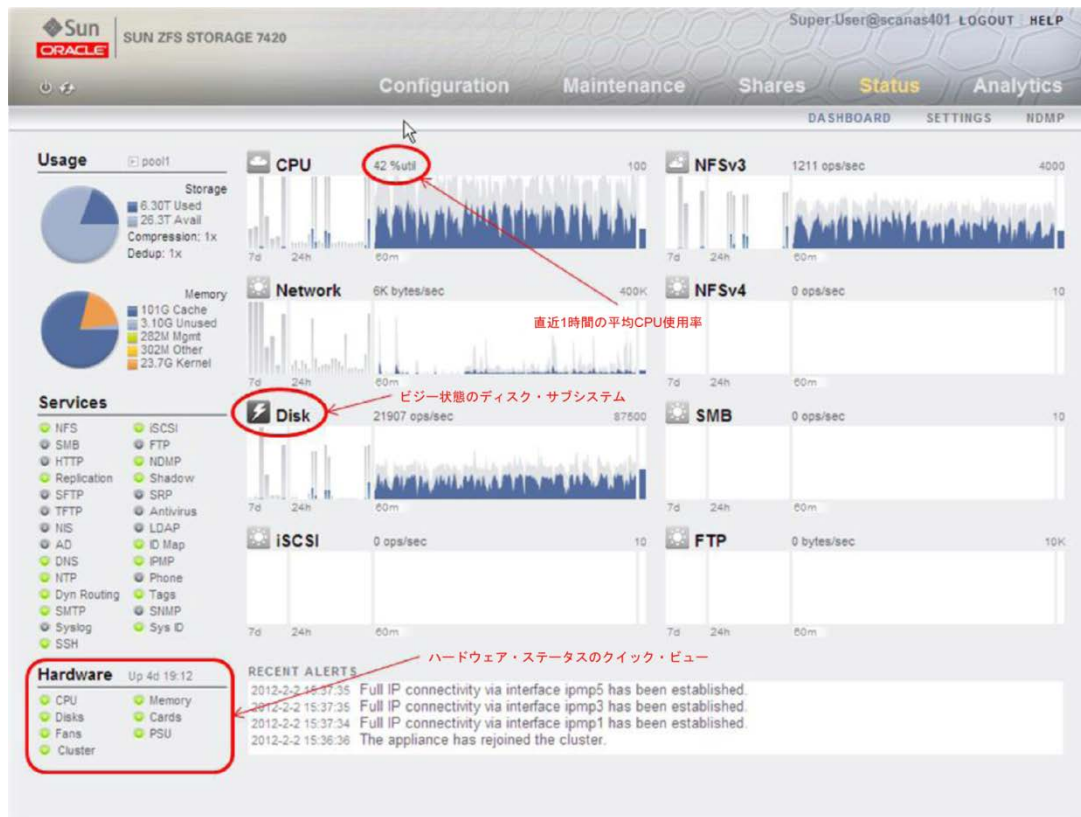 Sun
ORACLE
SUN ZFS STORAGE 7420
Super-User@scanas401 LOGOUT HELP
Configuration Maintenance Shares Status Analytics
DASHBOARD SETTINGS NDMP
Usage pool1
Storage
6.30T Used
26.3T Avail
Compression: 1x
Dedup: 1x
Memory
101G Cache
3.10G Unused
282M Mgmt
302M Other
23.7G Kernel
Services
NFS iSCSI
SMB FTP
HTTP NDMP
Replication Shadow
SFTP SRP
TFTP Antivirus
NIS LDAP
AD ID Map
DNS IPMP
NTP Phone
Dyn Routing Tags
SMTP SNMP
Syslog Sys ID
SSH
Hardware Up 4d 19:12
CPU Memory
Disks Cards
Fans PSU
Cluster
CPU 42 %util 100
7d 24h 60m
NFSv3 1211 ops/sec 4000
7d 24h 60m
直近1時間の平均CPU使用率
Network 6K bytes/sec 400K
7d 24h 60m
NFSv4 0 ops/sec 10
7d 24h 60m
ビジー状態のディスク・サブシステム
Disk 21907 ops/sec 87600
7d 24h 60m
SMB 0 ops/sec 10
7d 24h 60m
iSCSI 0 ops/sec 10
7d 24h 60m
FTP 0 bytes/sec 10K
7d 24h 60m
ハードウェア・ステータスのクイック・ビュー
RECENT ALERTS
2012-2-2 15:37:35 Full IP connectivity via interface ipmp5 has been established.
2012-2-2 15:37:35 Full IP connectivity via interface ipmp3 has been established.
2012-2-2 15:37:34 Full IP connectivity via interface ipmp1 has been established.
2012-2-2 15:36:36 The appliance has rejoined the cluster.